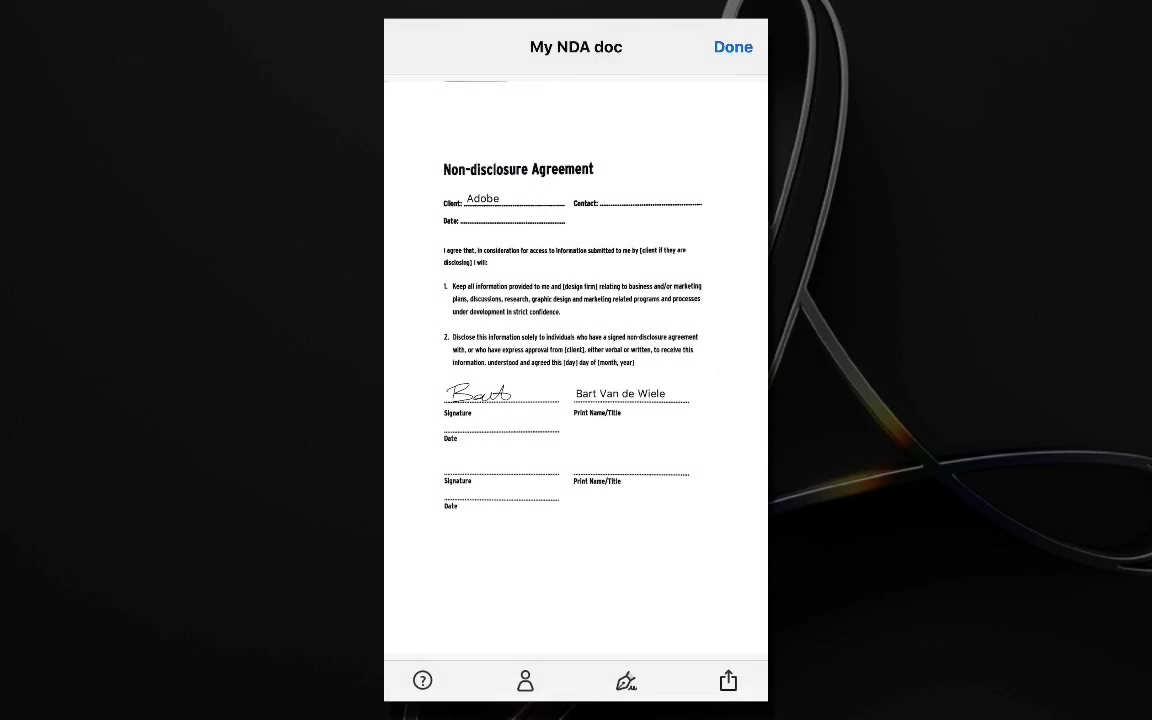 My NDA doc
Done
Non-disclosure Agreement
Client: Adobe Contact:
Date:
I agree that, in consideration for access to information submitted to me by [client if they are
disclosing] I will:
1. Keep all information provided to me and [design firm] relating to business and/or marketing
plans, discussions, research, graphic design and marketing related programs and processes
under development in strict confidence.
2. Disclose this information solely to individuals who have a signed non-disclosure agreement
with, or who have express approval from [client], either verbal or written, to receive this
information. understood and agreed this [day] day of [month, year]
Bart Bart Van de Wiele
Signature Print Name/Title
Date
Signature Print Name/Title
Date